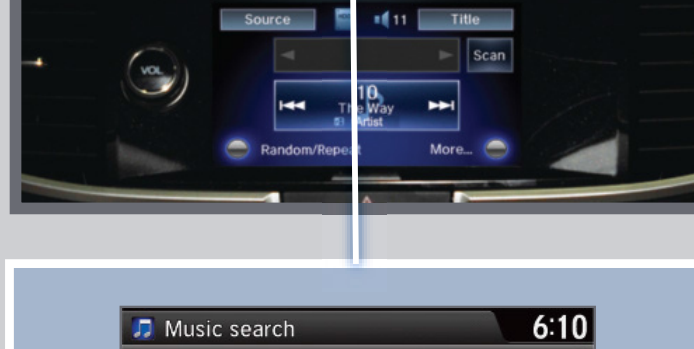 Source 11 Title
Scan
VOL
10
The Way
Artist
Random/Repeat More...
Music search 6:10